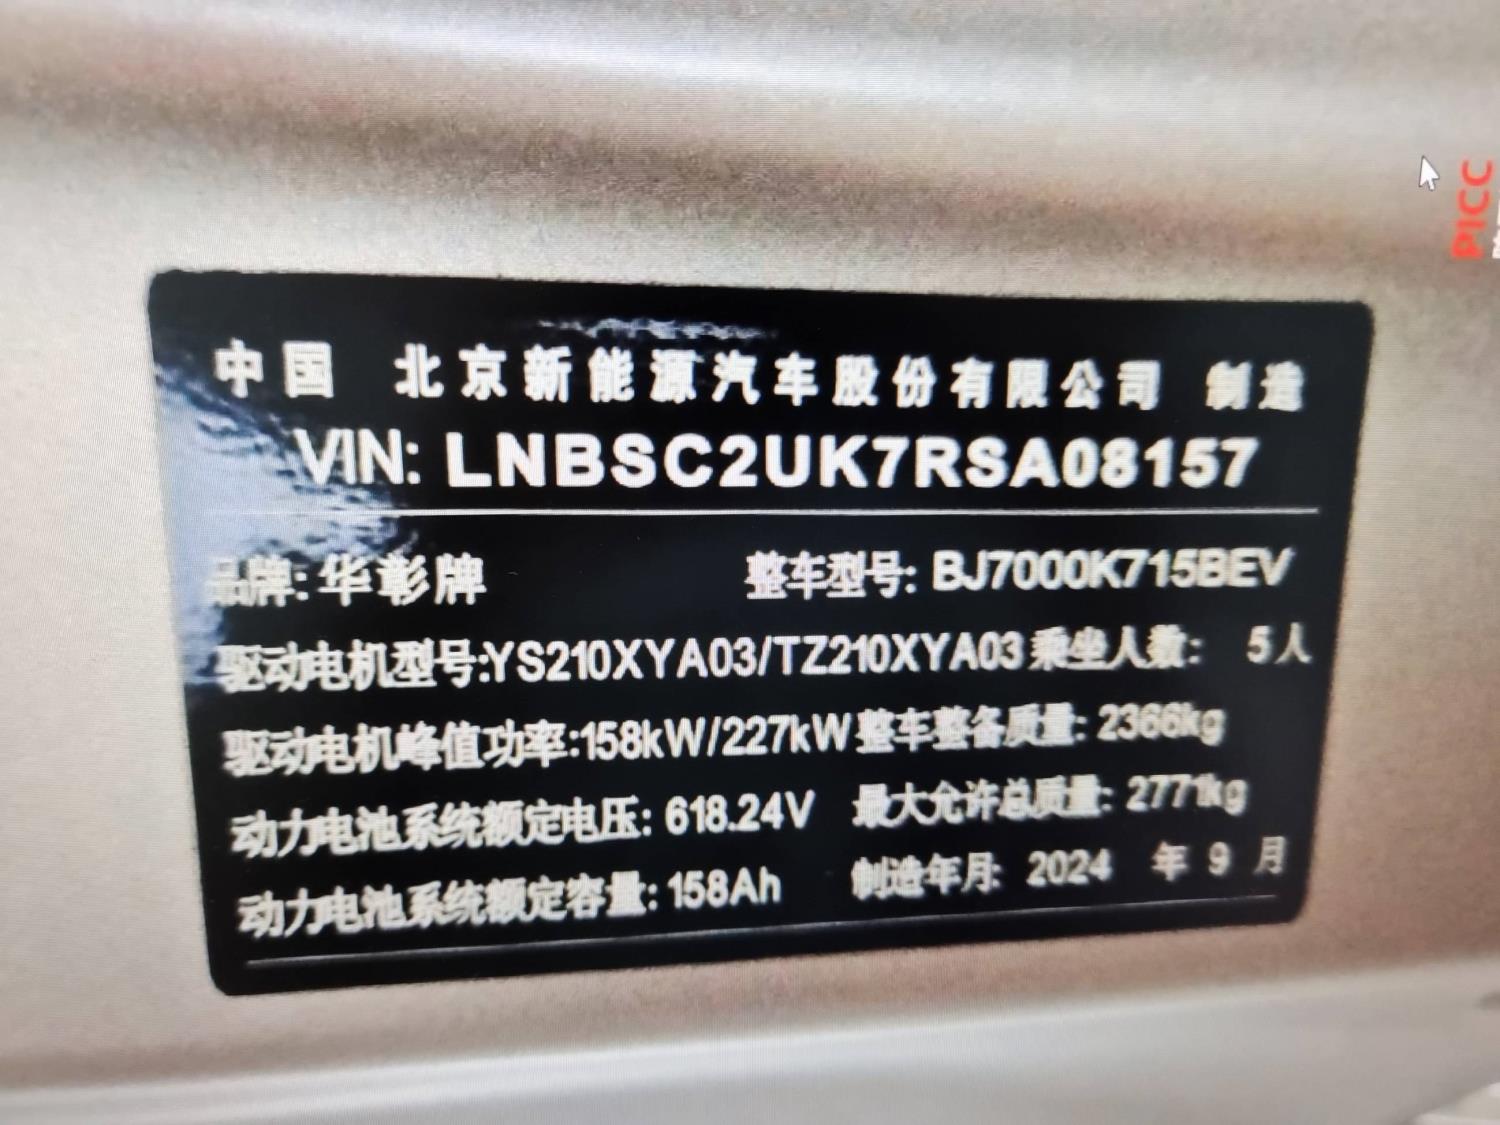 中国 北京新能源汽车股份有限公司 制造
VIN: LNBSC2UK7RSA08157
品牌: 华彰牌 整车型号: BJ7000K715BEV
驱动电机型号:YS210XYA03/TZ210XYA03 乘坐人数: 5人
驱动电机峰值功率:158kW/227kW 整车整备质量: 2366kg
动力电池系统额定电压: 618.24V 最大允许总质量: 2771kg
动力电池系统额定容量: 158Ah 制造年月: 2024 年 9 月
PICC